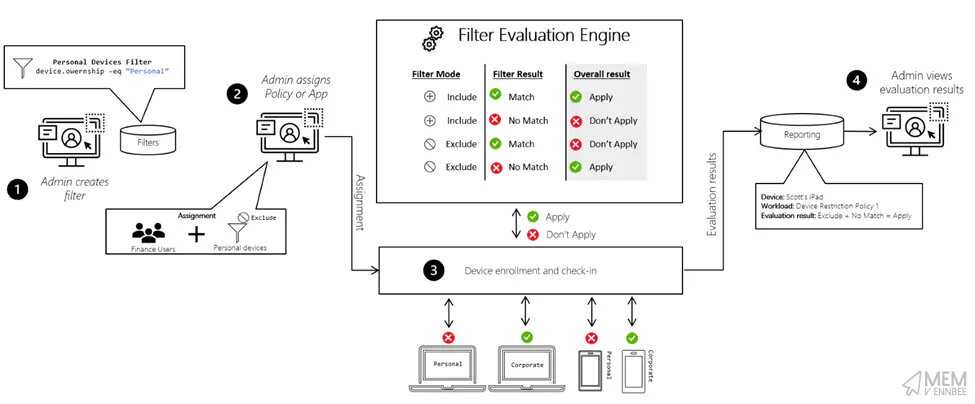 Personal Devices Filter
device.owernship -eq "Personal"
Filters
1
Admin creates
filter
2
Admin assigns
Policy or App
Assignment
Exclude
Finance Users
+
Personal devices
Assignment
Filter Evaluation Engine
Filter Mode Filter Result Overall result
Include Match Apply
Include No Match Don't Apply
Exclude Match Don't Apply
Exclude No Match Apply
Apply
Don't Apply
3 Device enrollment and check-in
Personal
Corporate
Personal
Corporate
Evaluation results
Reporting
4
Admin views
evaluation results
Device: Scott's iPad
Workload: Device Restriction Policy 1
Evaluation result: Exclude + No Match = Apply
MEM
VENNBEE